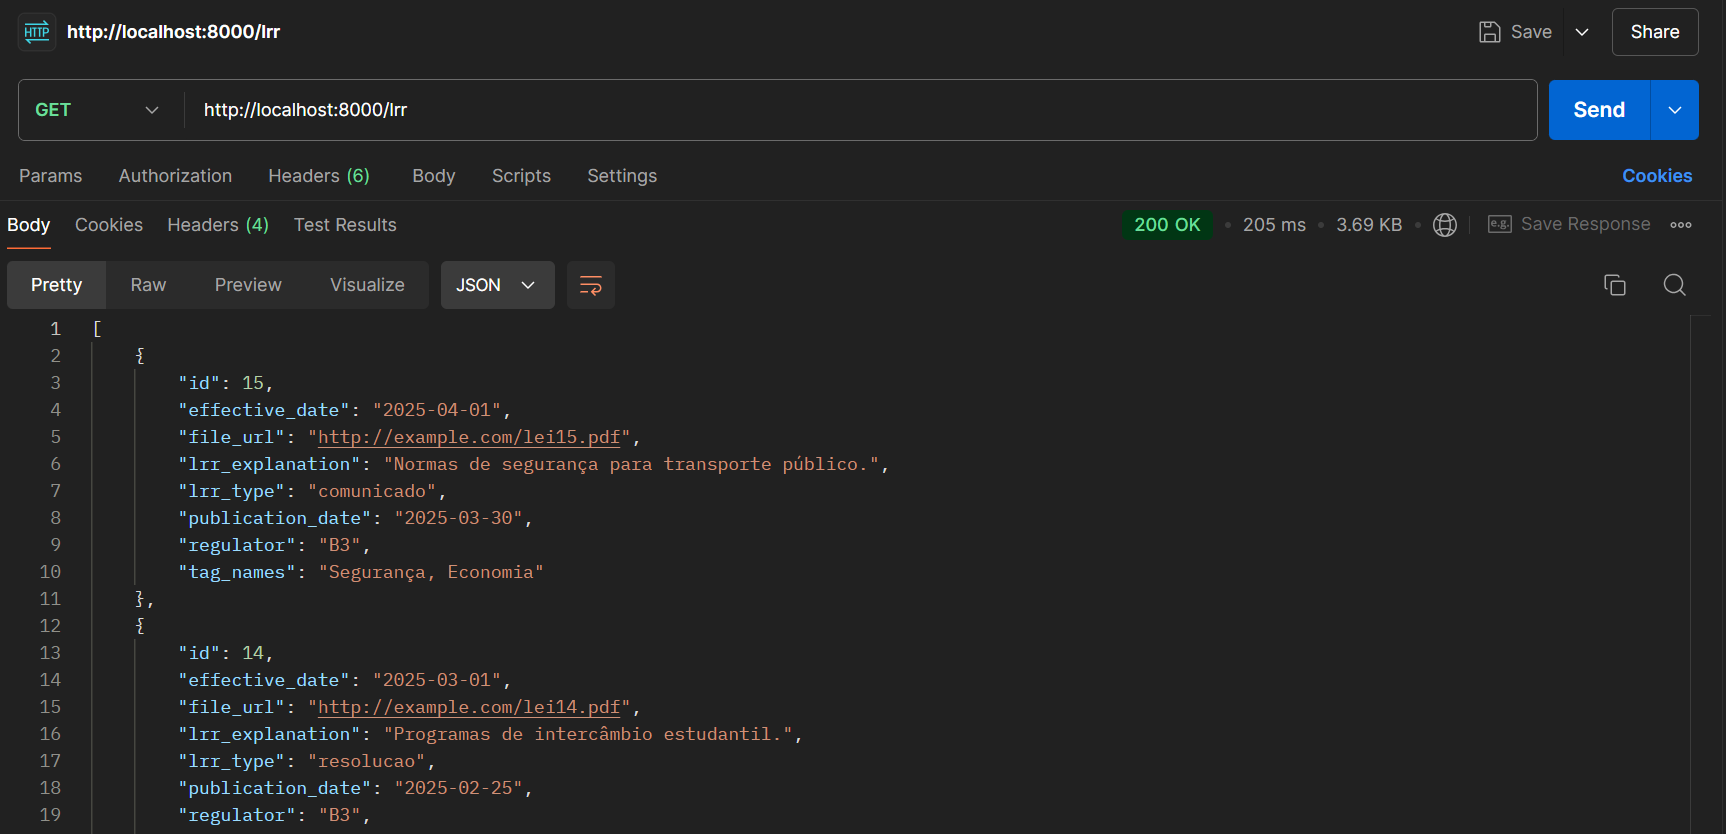 HTTP http://localhost:8000/lrr Save Share
GET http://localhost:8000/lrr Send
Params Authorization Headers (6) Body Scripts Settings Cookies
Body Cookies Headers (4) Test Results 200 OK • 205 ms • 3.69 KB • e.g. Save Response
Pretty Raw Preview Visualize JSON
1 [
2 {
3 "id": 15,
4 "effective_date": "2025-04-01",
5 "file_url": "http://example.com/lei15.pdf",
6 "lrr_explanation": "Normas de segurança para transporte público.",
7 "lrr_type": "comunicado",
8 "publication_date": "2025-03-30",
9 "regulator": "B3",
10 "tag_names": "Segurança, Economia"
11 },
12 {
13 "id": 14,
14 "effective_date": "2025-03-01",
15 "file_url": "http://example.com/lei14.pdf",
16 "lrr_explanation": "Programas de intercâmbio estudantil.",
17 "lrr_type": "resolucao",
18 "publication_date": "2025-02-25",
19 "regulator": "B3",